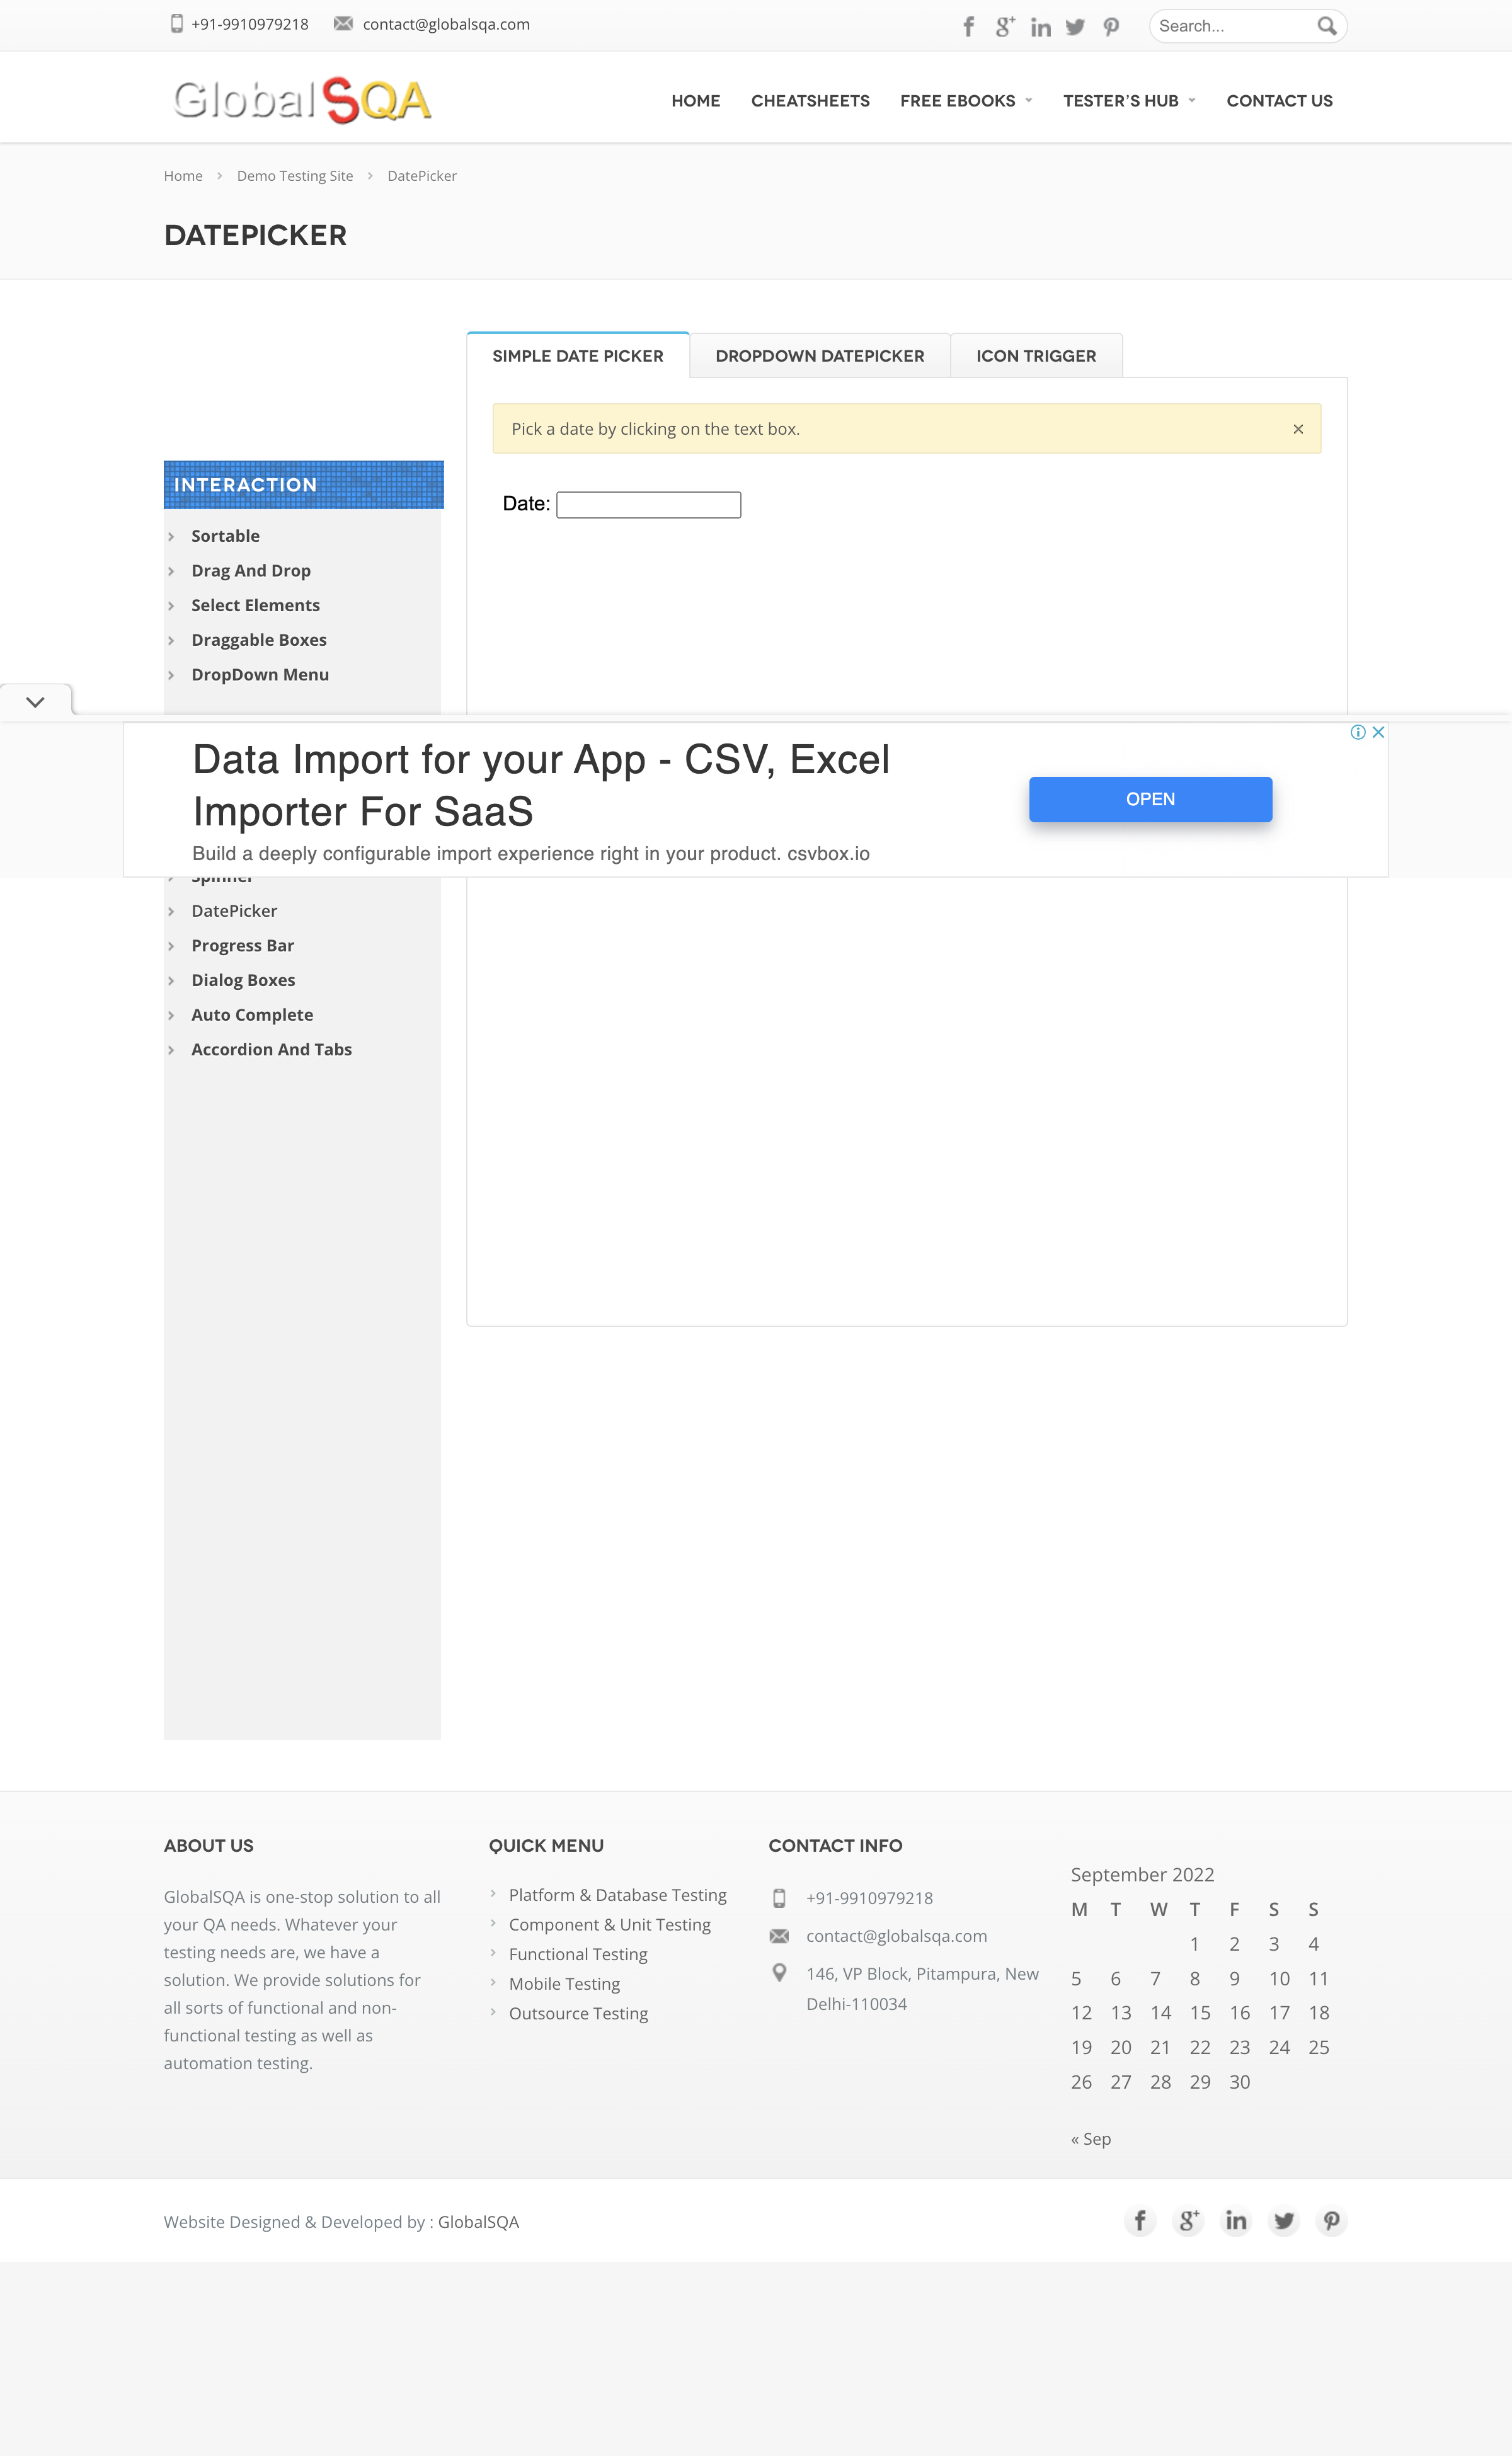 +91-9910979218 contact@globalsqa.com
Search...
GlobalSQA
HOME CHEATSHEETS FREE EBOOKS TESTER’S HUB CONTACT US
Home Demo Testing Site DatePicker
DATEPICKER
SIMPLE DATE PICKER DROPDOWN DATEPICKER ICON TRIGGER
Pick a date by clicking on the text box. ×
Date:
INTERACTION
Sortable
Drag And Drop
Select Elements
Draggable Boxes
DropDown Menu
Data Import for your App - CSV, Excel
Importer For SaaS
Build a deeply configurable import experience right in your product. csvbox.io
OPEN
Spinner
DatePicker
Progress Bar
Dialog Boxes
Auto Complete
Accordion And Tabs
ABOUT US
GlobalSQA is one-stop solution to all
your QA needs. Whatever your
testing needs are, we have a
solution. We provide solutions for
all sorts of functional and non-
functional testing as well as
automation testing.
QUICK MENU
Platform & Database Testing
Component & Unit Testing
Functional Testing
Mobile Testing
Outsource Testing
CONTACT INFO
+91-9910979218
contact@globalsqa.com
146, VP Block, Pitampura, New
Delhi-110034
September 2022
M T W T F S S
1 2 3 4
5 6 7 8 9 10 11
12 13 14 15 16 17 18
19 20 21 22 23 24 25
26 27 28 29 30
« Sep
Website Designed & Developed by : GlobalSQA